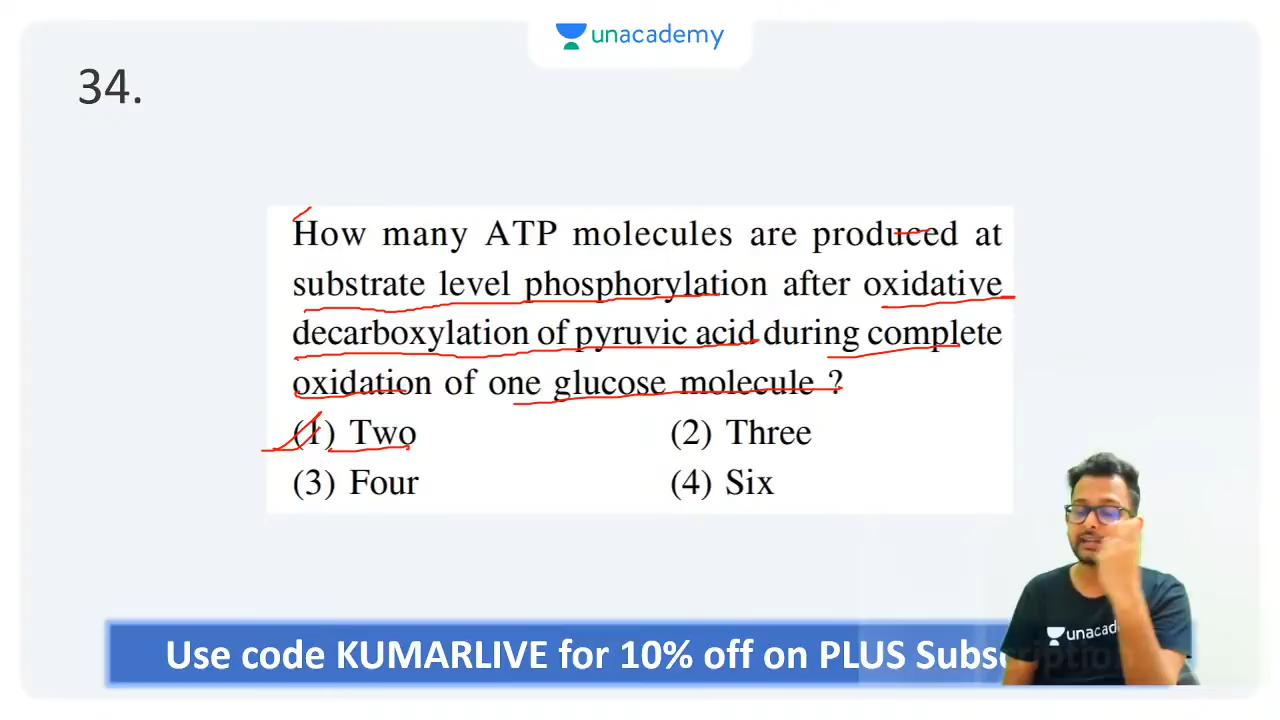 unacademy
34.
How many ATP molecules are produced at
substrate level phosphorylation after oxidative
decarboxylation of pyruvic acid during complete
oxidation of one glucose molecule ?
(1) Two (2) Three
(3) Four (4) Six
unacad
Use code KUMARLIVE for 10% off on PLUS Subscription